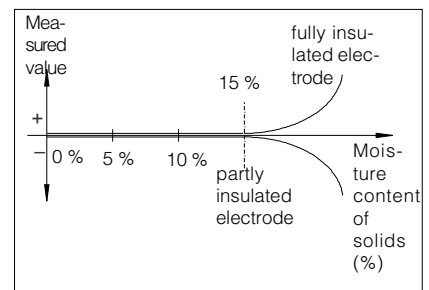 Mea-
sured
value
fully insu-
lated elec-
trode
15 %
+
–
0 %
5 %
10 %
partly
insulated
electrode
Mois-
ture
content
of
solids
(%)